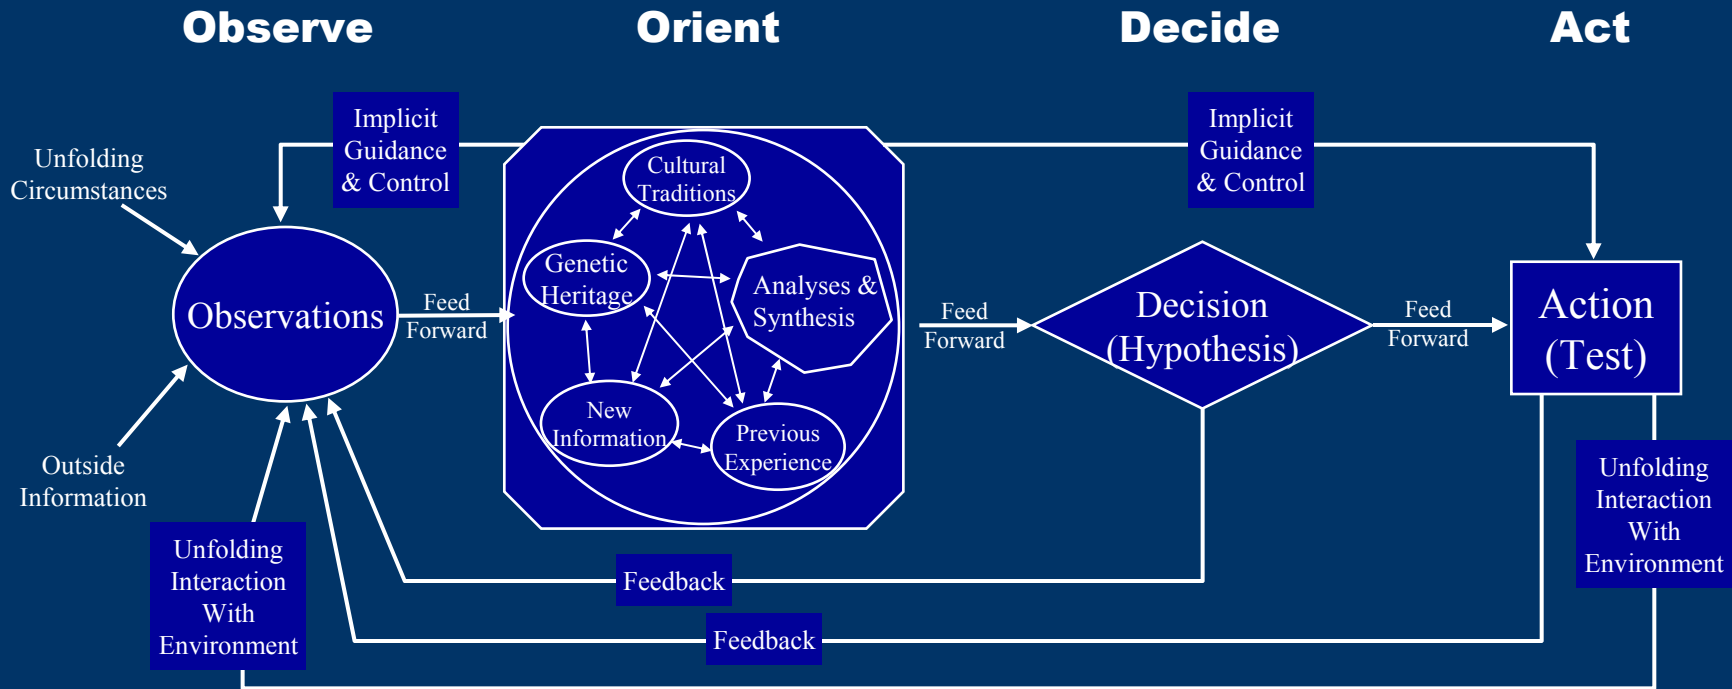 Observe
Orient
Decide
Act
Implicit
Guidance
& Control
Implicit
Guidance
& Control
Unfolding
Circumstances
Cultural
Traditions
Genetic
Heritage
Analyses &
Synthesis
Observations
Feed
Forward
Feed
Forward
Decision
(Hypothesis)
Feed
Forward
Action
(Test)
New
Information
Previous
Experience
Outside
Information
Unfolding
Interaction
With
Environment
Unfolding
Interaction
With
Environment
Feedback
Feedback